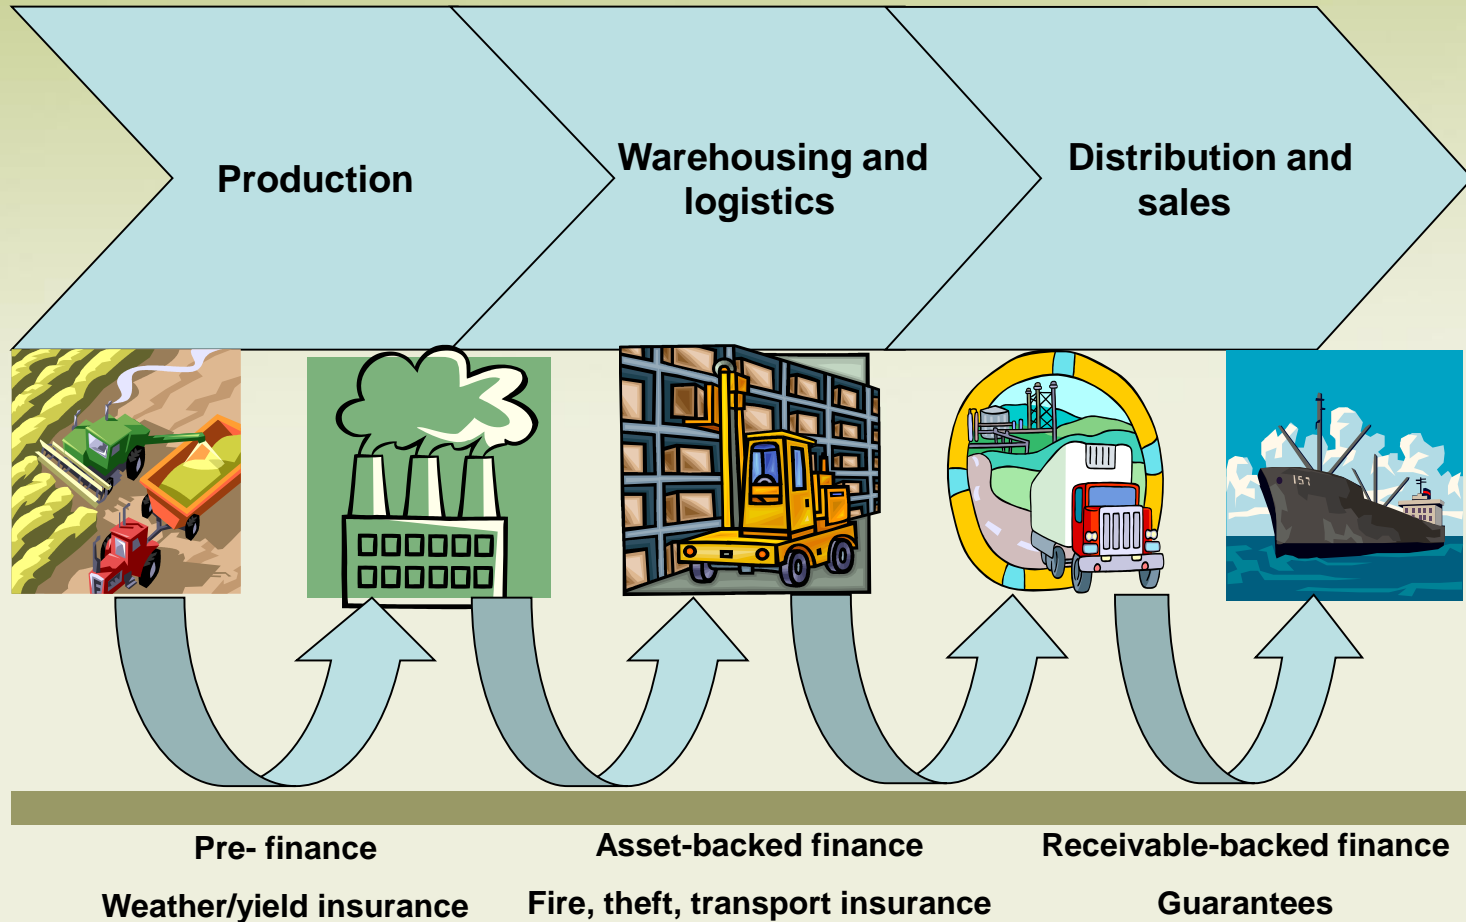 Production
Warehousing and
logistics
Distribution and
sales
157
Pre- finance
Asset-backed finance
Receivable-backed finance
Weather/yield insurance
Fire, theft, transport insurance
Guarantees